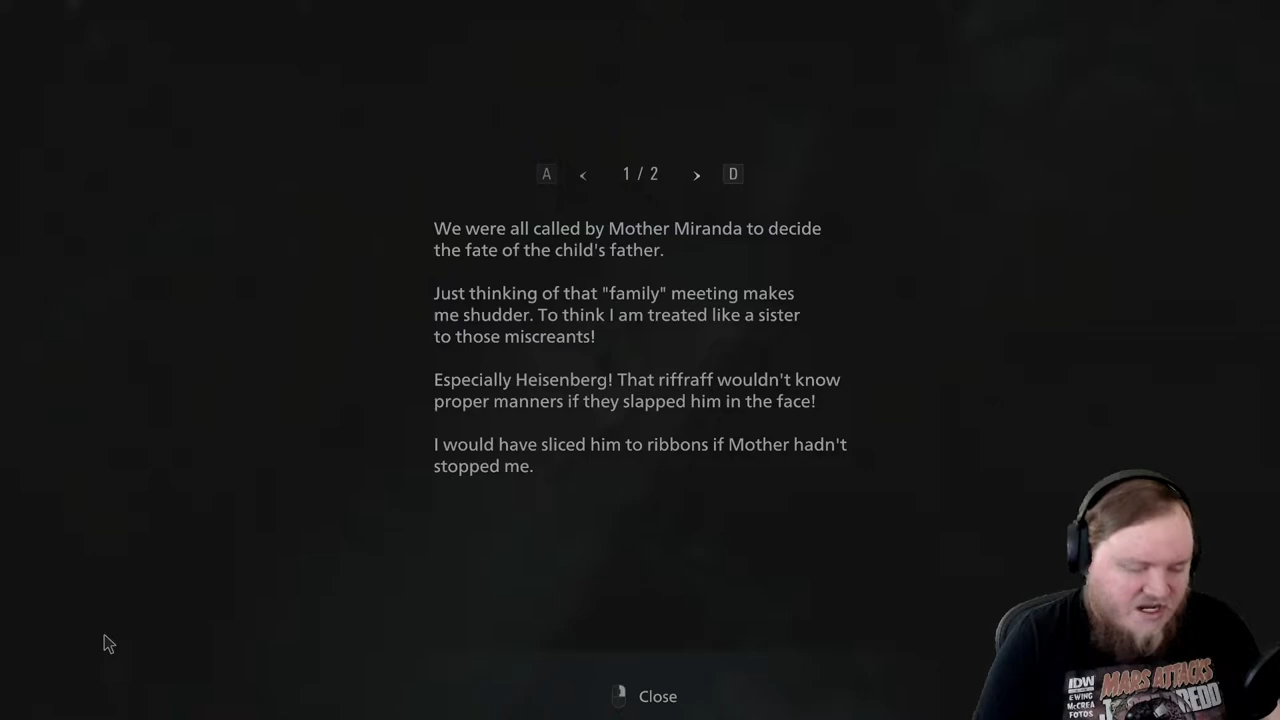 A < 1 / 2 > D
We were all called by Mother Miranda to decide
the fate of the child's father.
Just thinking of that "family" meeting makes
me shudder. To think I am treated like a sister
to those miscreants!
Especially Heisenberg! That riffraff wouldn't know
proper manners if they slapped him in the face!
I would have sliced him to ribbons if Mother hadn't
stopped me.
Close
IDW
EWING
McCREA
FOTOS
MARS ATTACKS